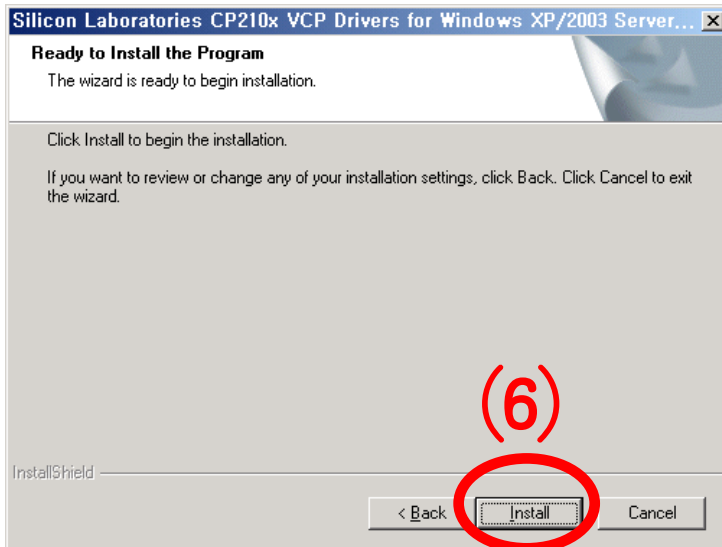 Silicon Laboratories CP210x VCP Drivers for Windows XP/2003 Server...
Ready to Install the Program
The wizard is ready to begin installation.
Click Install to begin the installation.
If you want to review or change any of your installation settings, click Back. Click Cancel to exit
the wizard.
(6)
InstallShield
< Back
Install
Cancel